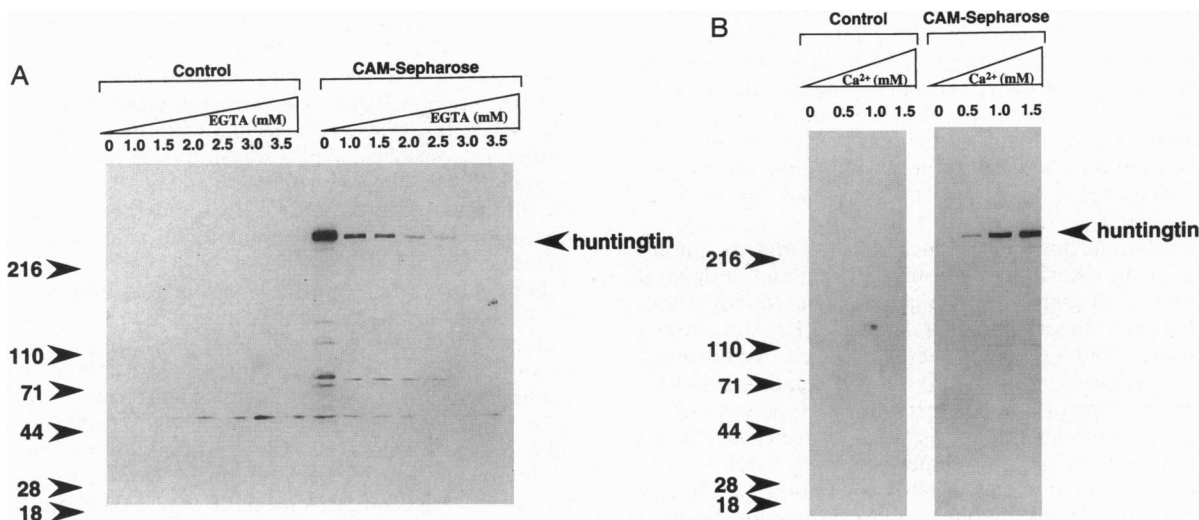 A
Control
CAM-Sepharose
EGTA (mM)
EGTA (mM)
0 1.0 1.5 2.0 2.5 3.0 3.5
0 1.0 1.5 2.0 2.5 3.0 3.5
huntingtin
216
110
71
44
28
18
B
Control
CAM-Sepharose
Ca²⁺ (mM)
Ca²⁺ (mM)
0 0.5 1.0 1.5
0 0.5 1.0 1.5
huntingtin
216
110
71
44
28
18